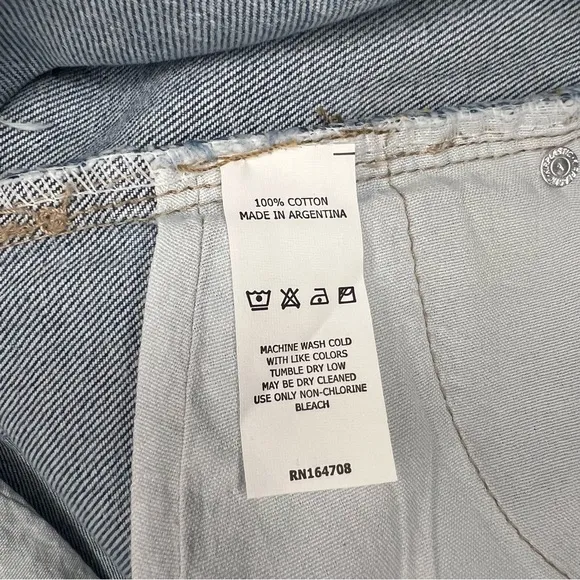 100% COTTON
MADE IN ARGENTINA
MACHINE WASH COLD
WITH LIKE COLORS
TUMBLE DRY LOW
MAY BE DRY CLEANED
USE ONLY NON-CHLORINE
BLEACH
RN164708